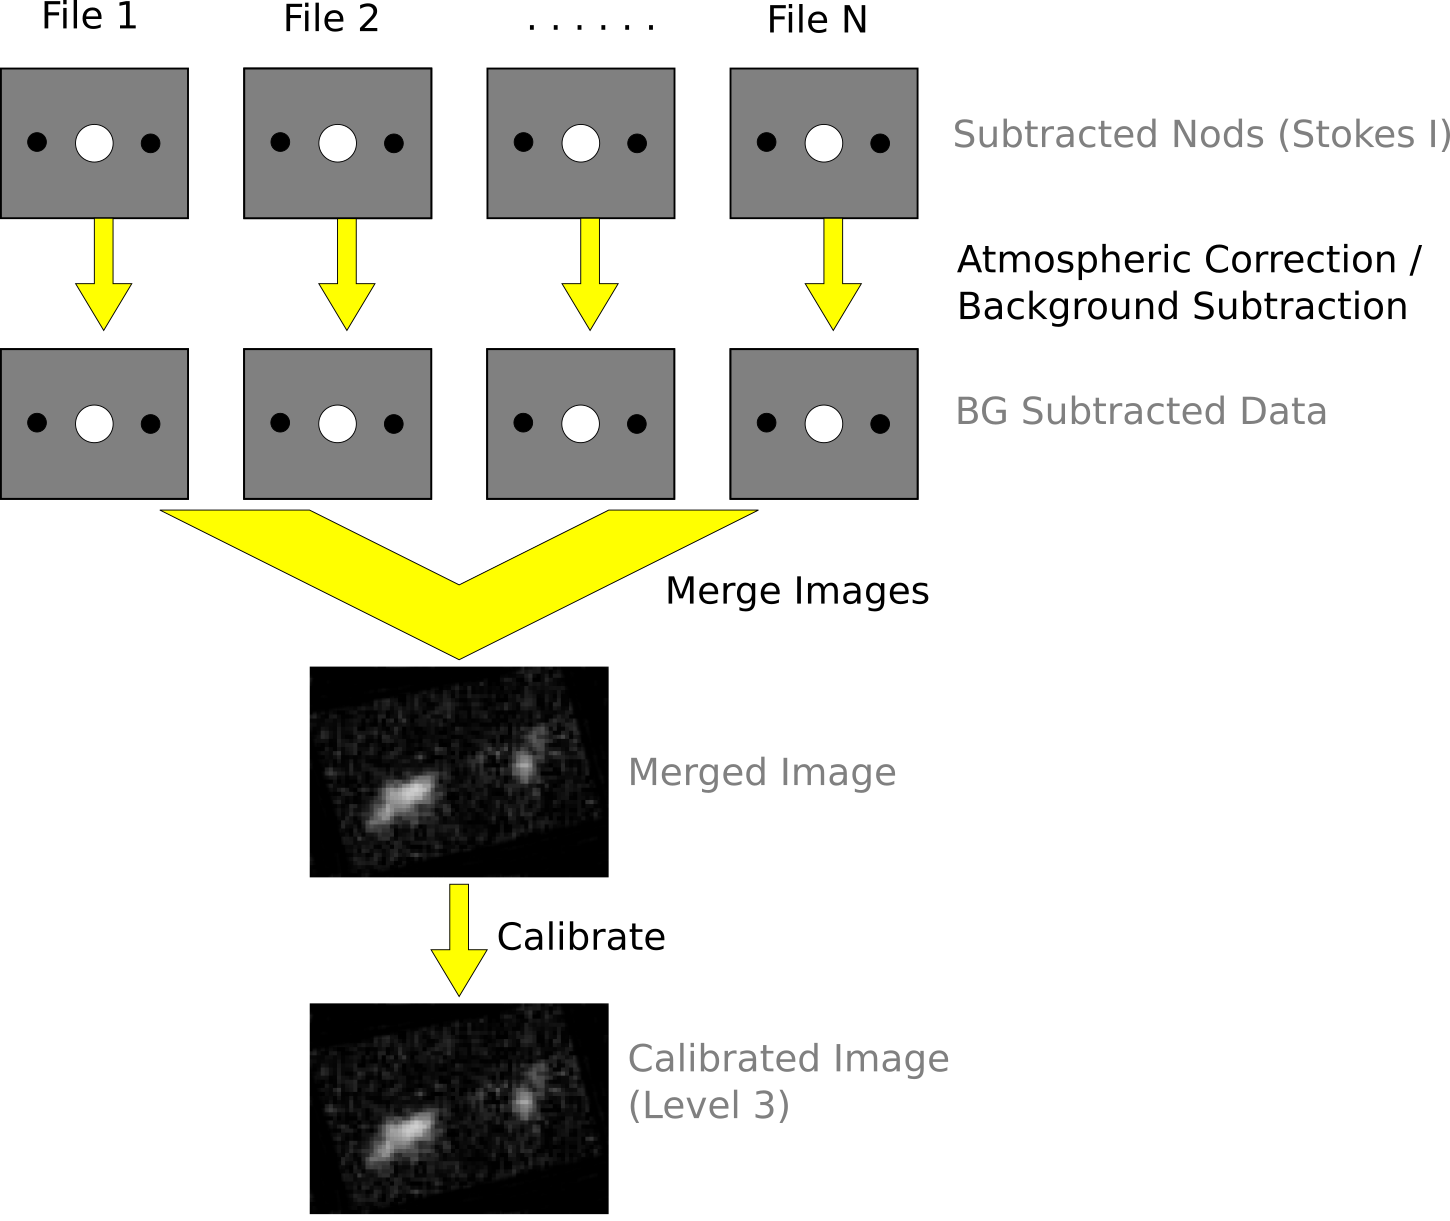 File 1
File 2
. . . . . .
File N
Subtracted Nods (Stokes I)
Atmospheric Correction /
Background Subtraction
BG Subtracted Data
Merge Images
Merged Image
Calibrate
Calibrated Image
(Level 3)